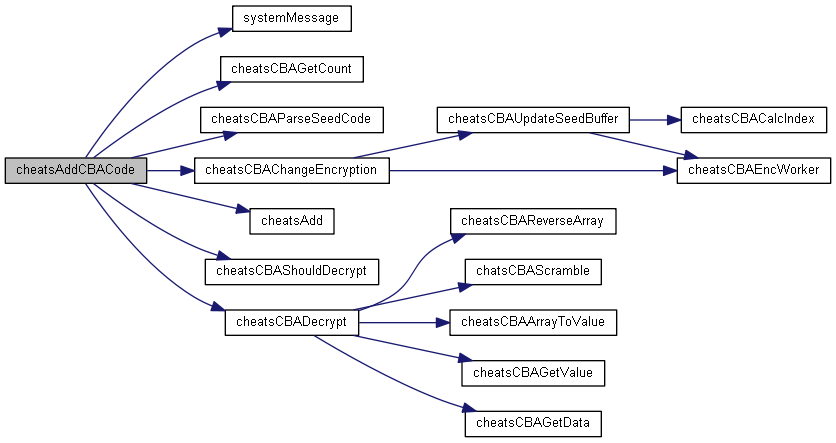 systemMessage
cheatsCBAGetCount
cheatsCBAParseSeedCode
cheatsCBAUpdateSeedBuffer
cheatsCBACalcIndex
cheatsAddCBACode
cheatsCBAChangeEncryption
cheatsCBAEncWorker
cheatsAdd
cheatsCBAReverseArray
cheatsCBAShouldDecrypt
chatsCBAScramble
cheatsCBADecrypt
cheatsCBAArrayToValue
cheatsCBAGetValue
cheatsCBAGetData